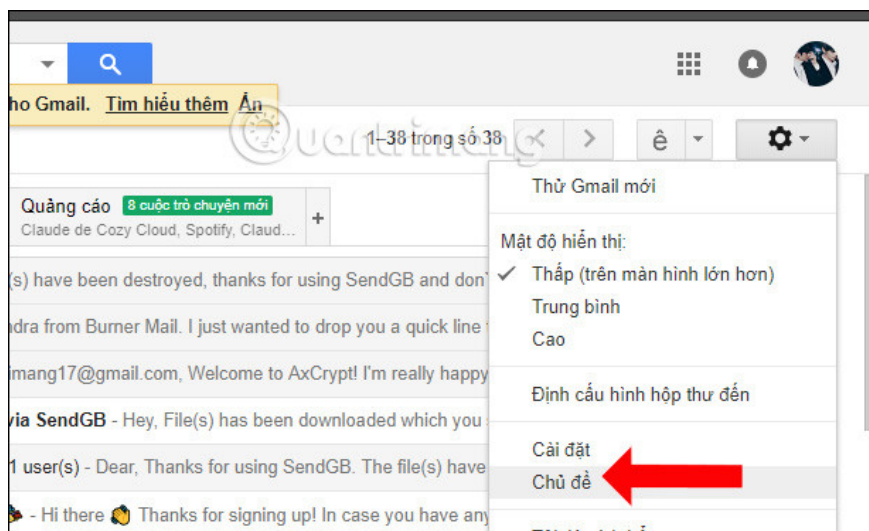 ho Gmail. Tìm hiểu thêm Ẩn
Quantrimang
1–38 trong số 38
ê
Thử Gmail mới
Quảng cáo 8 cuộc trò chuyện mới
Claude de Cozy Cloud, Spotify, Claud...
+
Mật độ hiển thị:
(s) have been destroyed, thanks for using SendGB and don'
Thấp (trên màn hình lớn hơn)
Trung bình
ndra from Burner Mail. I just wanted to drop you a quick line
Cao
imang17@gmail.com, Welcome to AxCrypt! I'm really happy
Định cấu hình hộp thư đến
via SendGB - Hey, File(s) has been downloaded which you
Cài đặt
1 user(s) - Dear, Thanks for using SendGB. The file(s) have
Chủ đề
- Hi there 👏 Thanks for signing up! In case you have any